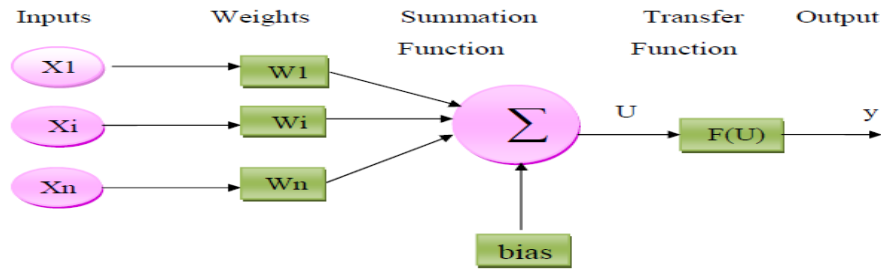 Inputs Weights Summation Function Transfer Function Output
X1 W1
Xi Wi ∑ U F(U) y
Xn Wn
bias